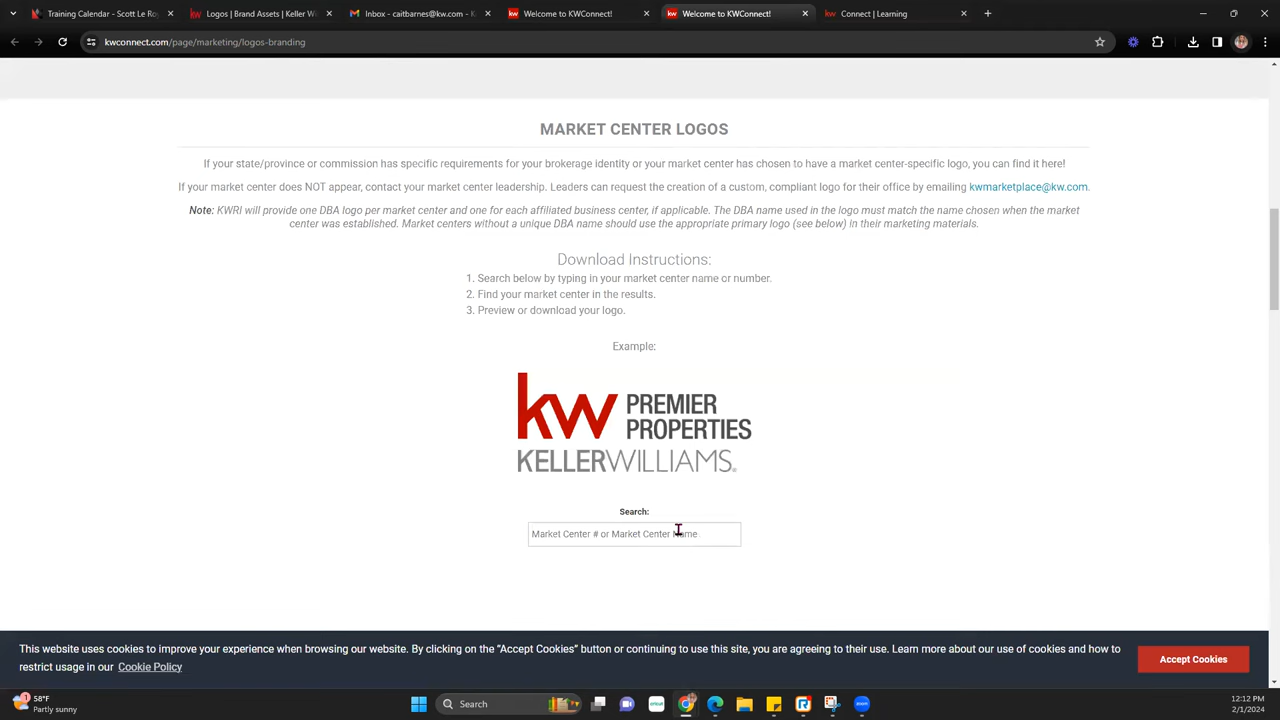 Training Calendar - Scott Le Ro
Logos | Brand Assets | Keller Wi
Inbox - caitbarnes@kw.com - K
Welcome to KWConnect!
Welcome to KWConnect!
Connect | Learning
kwconnect.com/page/marketing/logos-branding
MARKET CENTER LOGOS
If your state/province or commission has specific requirements for your brokerage identity or your market center has chosen to have a market center-specific logo, you can find it here!
If your market center does NOT appear, contact your market center leadership. Leaders can request the creation of a custom, compliant logo for their office by emailing kwmarketplace@kw.com.
Note: KWRI will provide one DBA logo per market center and one for each affiliated business center, if applicable. The DBA name used in the logo must match the name chosen when the market
center was established. Market centers without a unique DBA name should use the appropriate primary logo (see below) in their marketing materials.
Download Instructions:
1. Search below by typing in your market center name or number.
2. Find your market center in the results.
3. Preview or download your logo.
Example:
kw PREMIER
PROPERTIES
KELLERWILLIAMS.
Search:
Market Center # or Market Center Name
This website uses cookies to improve your experience when browsing our website. By clicking on the "Accept Cookies" button or continuing to use this site, you are agreeing to their use. Learn more about our use of cookies and how to
restrict usage in our Cookie Policy
Accept Cookies
1
58°F
Partly sunny
Search
cricut
zoom
12:12 PM
2/1/2024